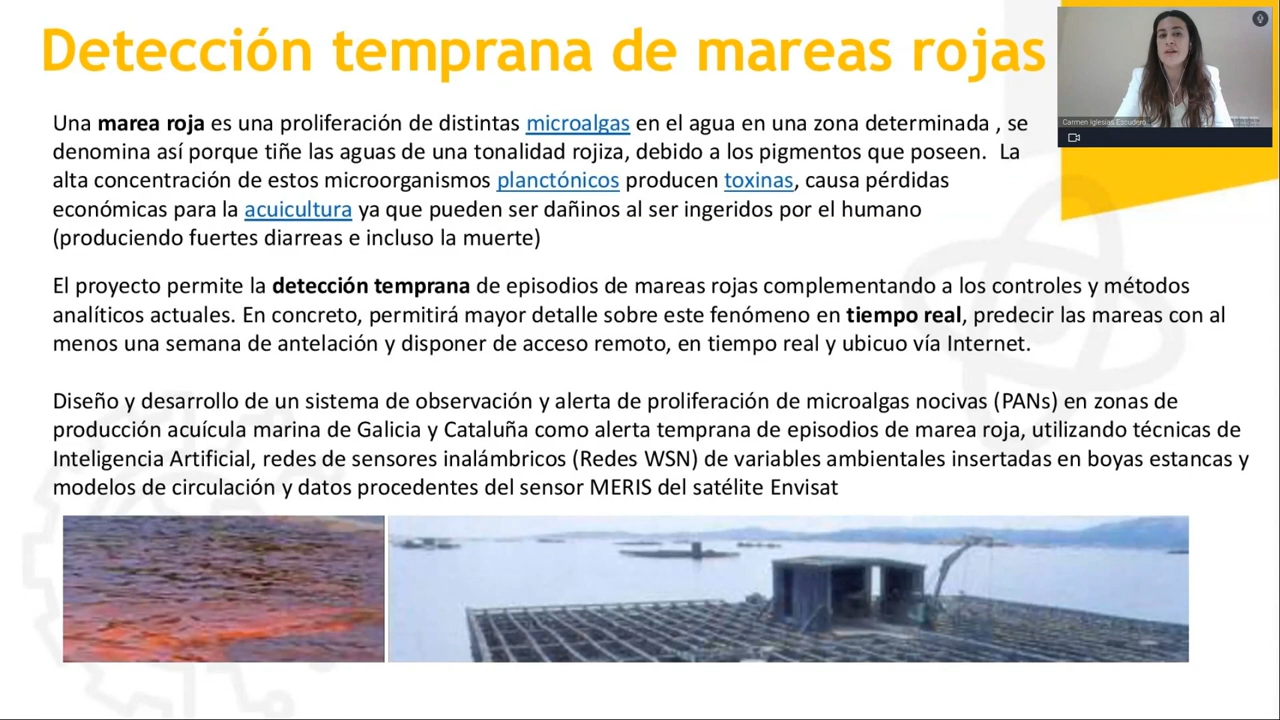 Detección temprana de mareas rojas
Carmen Iglesias Escudero
Una marea roja es una proliferación de distintas microalgas en el agua en una zona determinada , se
denomina así porque tiñe las aguas de una tonalidad rojiza, debido a los pigmentos que poseen. La
alta concentración de estos microorganismos planctónicos producen toxinas, causa pérdidas
económicas para la acuicultura ya que pueden ser dañinos al ser ingeridos por el humano
(produciendo fuertes diarreas e incluso la muerte)
El proyecto permite la detección temprana de episodios de mareas rojas complementando a los controles y métodos
analíticos actuales. En concreto, permitirá mayor detalle sobre este fenómeno en tiempo real, predecir las mareas con al
menos una semana de antelación y disponer de acceso remoto, en tiempo real y ubicuo vía Internet.
Diseño y desarrollo de un sistema de observación y alerta de proliferación de microalgas nocivas (PANs) en zonas de
producción acuícula marina de Galicia y Cataluña como alerta temprana de episodios de marea roja, utilizando técnicas de
Inteligencia Artificial, redes de sensores inalámbricos (Redes WSN) de variables ambientales insertadas en boyas estancas y
modelos de circulación y datos procedentes del sensor MERIS del satélite Envisat